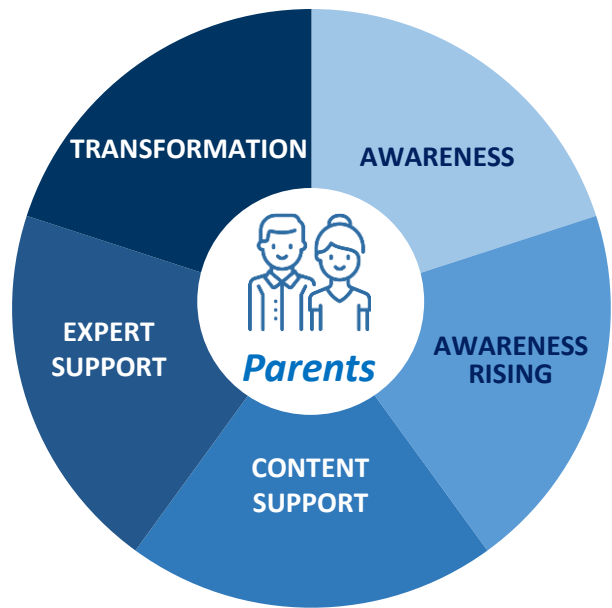 TRANSFORMATION
AWARENESS
EXPERT
SUPPORT
Parents
AWARENESS
RISING
CONTENT
SUPPORT